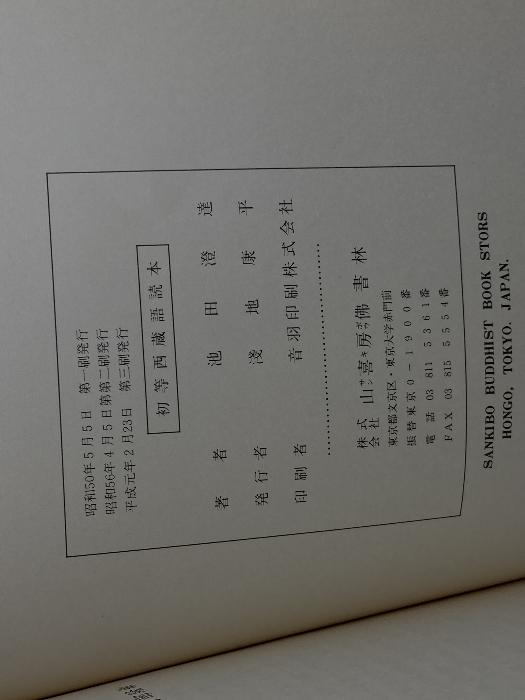 昭和50年5月5日 第一刷発行
昭和56年4月5日第二刷発行
平成元年2月23日 第三刷発行
初等西蔵語読本
著者 池田澄達
発行者 淺地康平
印刷者 音羽印刷株式会社
株式会社 山喜房佛書林
サンキボウ
東京都文京区・東京大学赤門前
振替東京0-1900番
電話 03 811 5361番
FAX 03 815 5554番
SANKIBO BUDDHIST BOOK STORS
HONGO, TOKYO. JAPAN.